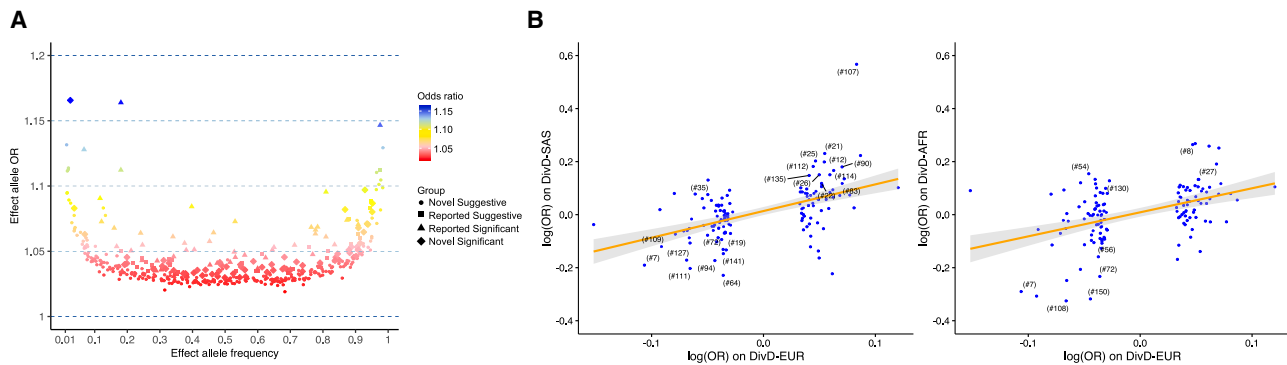 A
1.2
1.15
1.1
1.05
1
Effect allele OR
0.01 0.1 0.2 0.3 0.4 0.5 0.6 0.7 0.8 0.9 1
Effect allele frequency
Odds ratio
1.15
1.10
1.05
Group
Novel Suggestive
Reported Suggestive
Reported Significant
Novel Significant
B
0.6
0.4
0.2
0.0
-0.2
-0.4
log(OR) on DivD-SAS
(#107)
(#21)
(#25)
(#12)
(#112)
(#90)
(#135)
(#114)
(#26)
(#83)
(#35)
(#109)
(#19)
(#127)
(#7)
(#141)
(#94)
(#111)
(#64)
-0.1 0.0 0.1
log(OR) on DivD-EUR
0.6
0.4
0.2
0.0
-0.2
-0.4
log(OR) on DivD-AFR
(#8)
(#54)
(#27)
(#130)
(#56)
(#72)
(#7)
(#150)
(#108)
-0.1 0.0 0.1
log(OR) on DivD-EUR